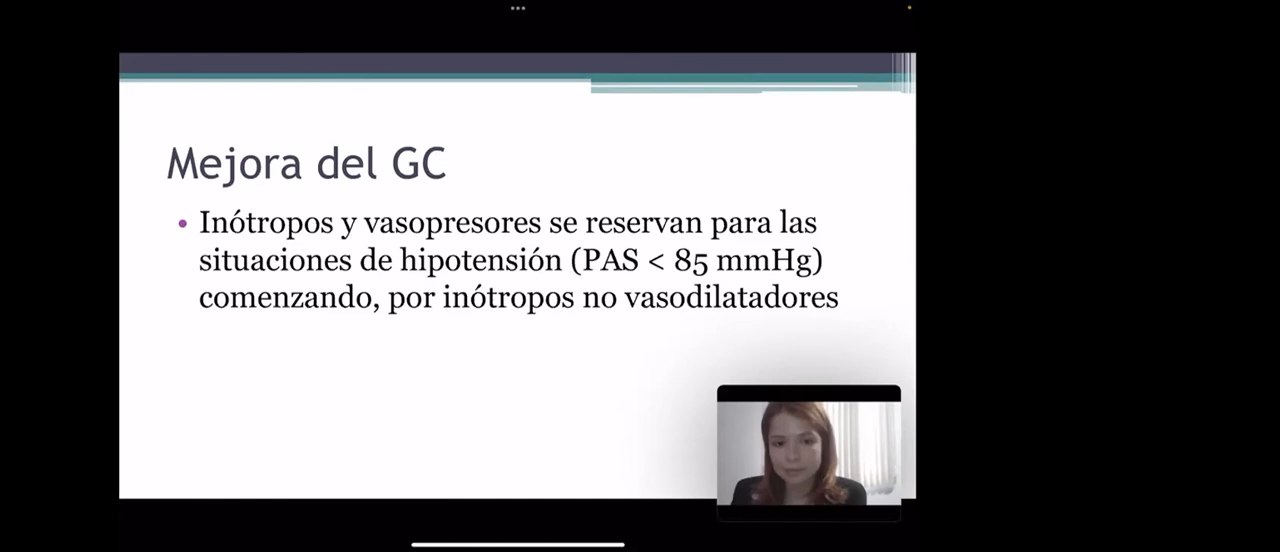 Mejora del GC
• Inótropos y vasopresores se reservan para las
situaciones de hipotensión (PAS < 85 mmHg)
comenzando, por inótropos no vasodilatadores